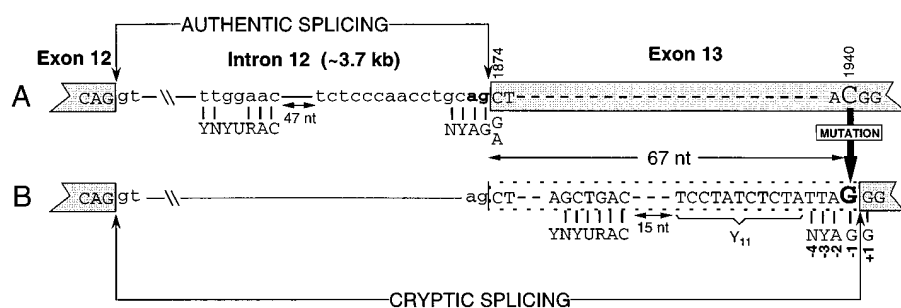 AUTHENTIC SPLICING
Exon 12 Intron 12 (~3.7 kb) 1874 Exon 13 1940
A CAG gt ttggaac tctcccaacctgcag CT ACGG
YNYURAC 47 nt NYAG G
A
MUTATION
67 nt
B CAG gt ag CT AGCTGAC TCCTATCTCTATTAG GG
YNYURAC 15 nt Y11 NYAG G
-4 -3 -2 -1 +1
CRYPTIC SPLICING